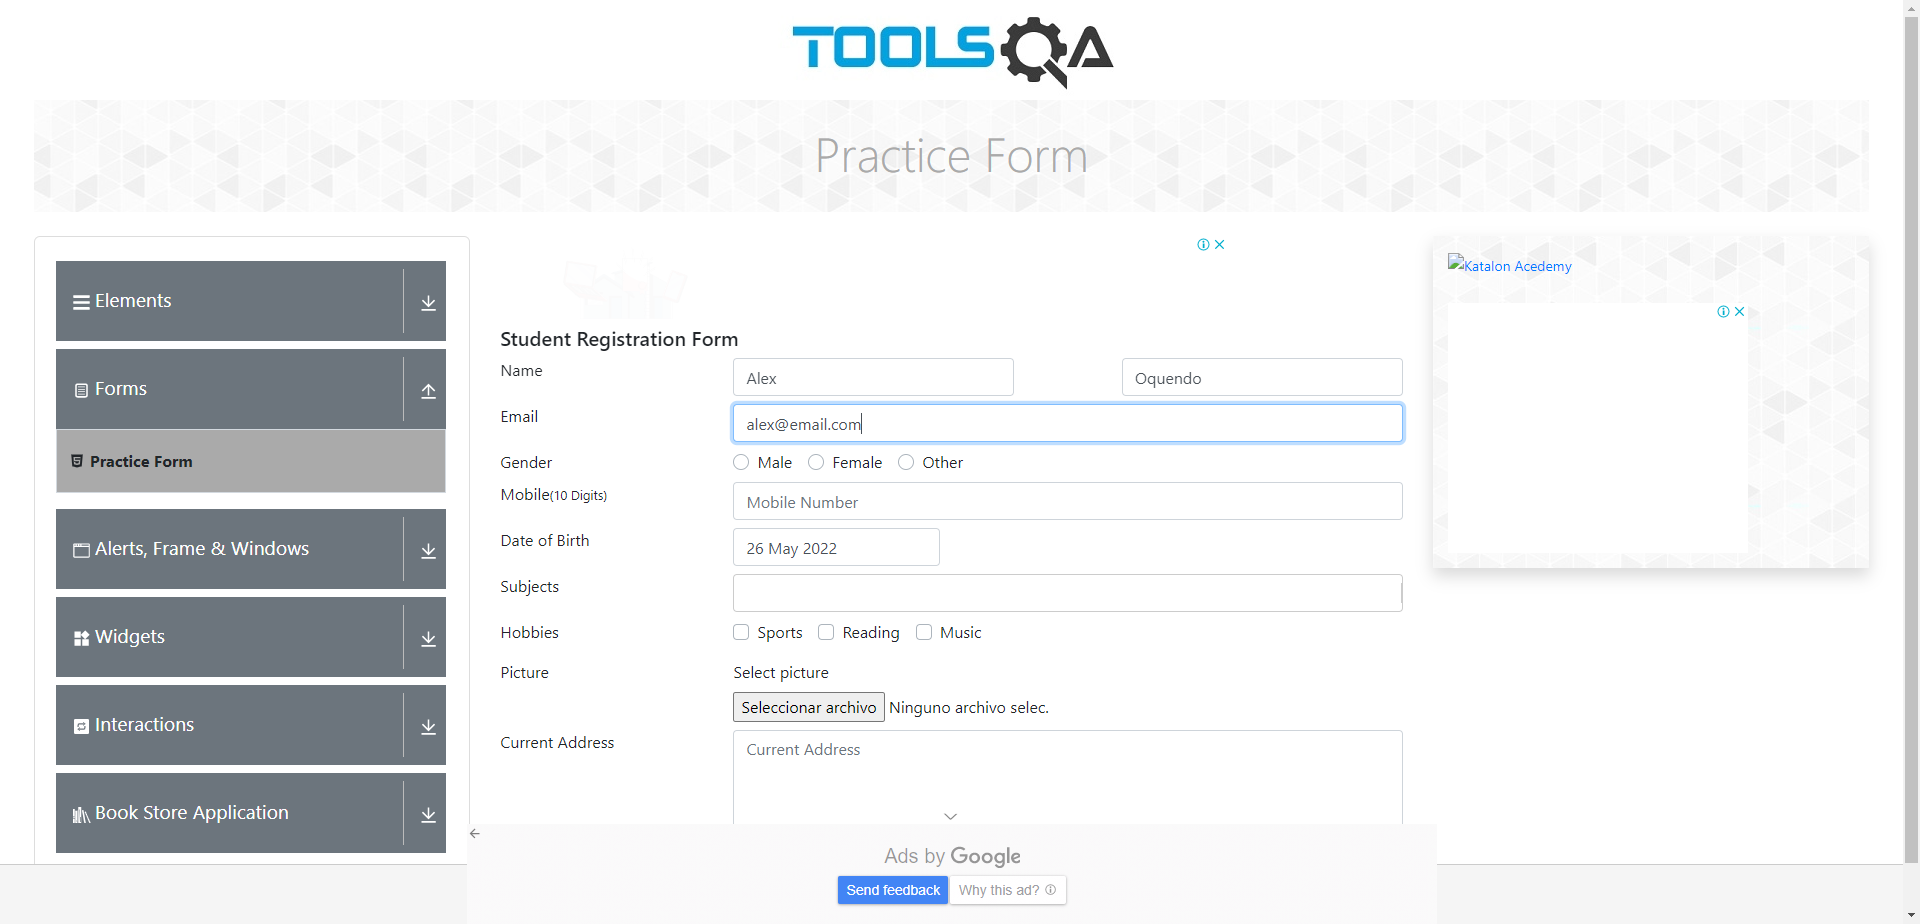 TOOLSQA
Practice Form
Elements
Forms
Practice Form
Alerts, Frame & Windows
Widgets
Interactions
Book Store Application
Student Registration Form
Name Alex Oquendo
Email alex@email.com
Gender Male Female Other
Mobile(10 Digits) Mobile Number
Date of Birth 26 May 2022
Subjects
Hobbies Sports Reading Music
Picture Select picture
Seleccionar archivo Ninguno archivo selec.
Current Address Current Address
Ads by Google
Send feedback Why this ad?
Katalon Acedemy